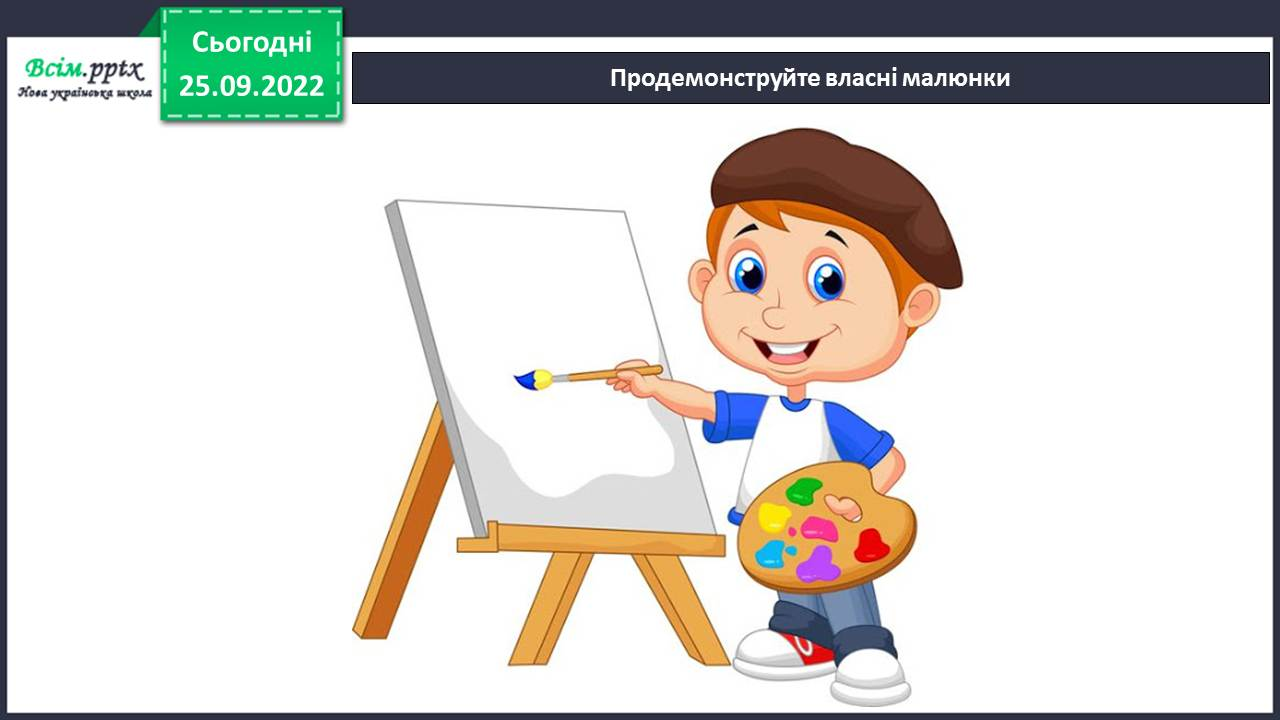 Всім.pptx
Нова українська школа
Сьогодні
25.09.2022
Продемонструйте власні малюнки